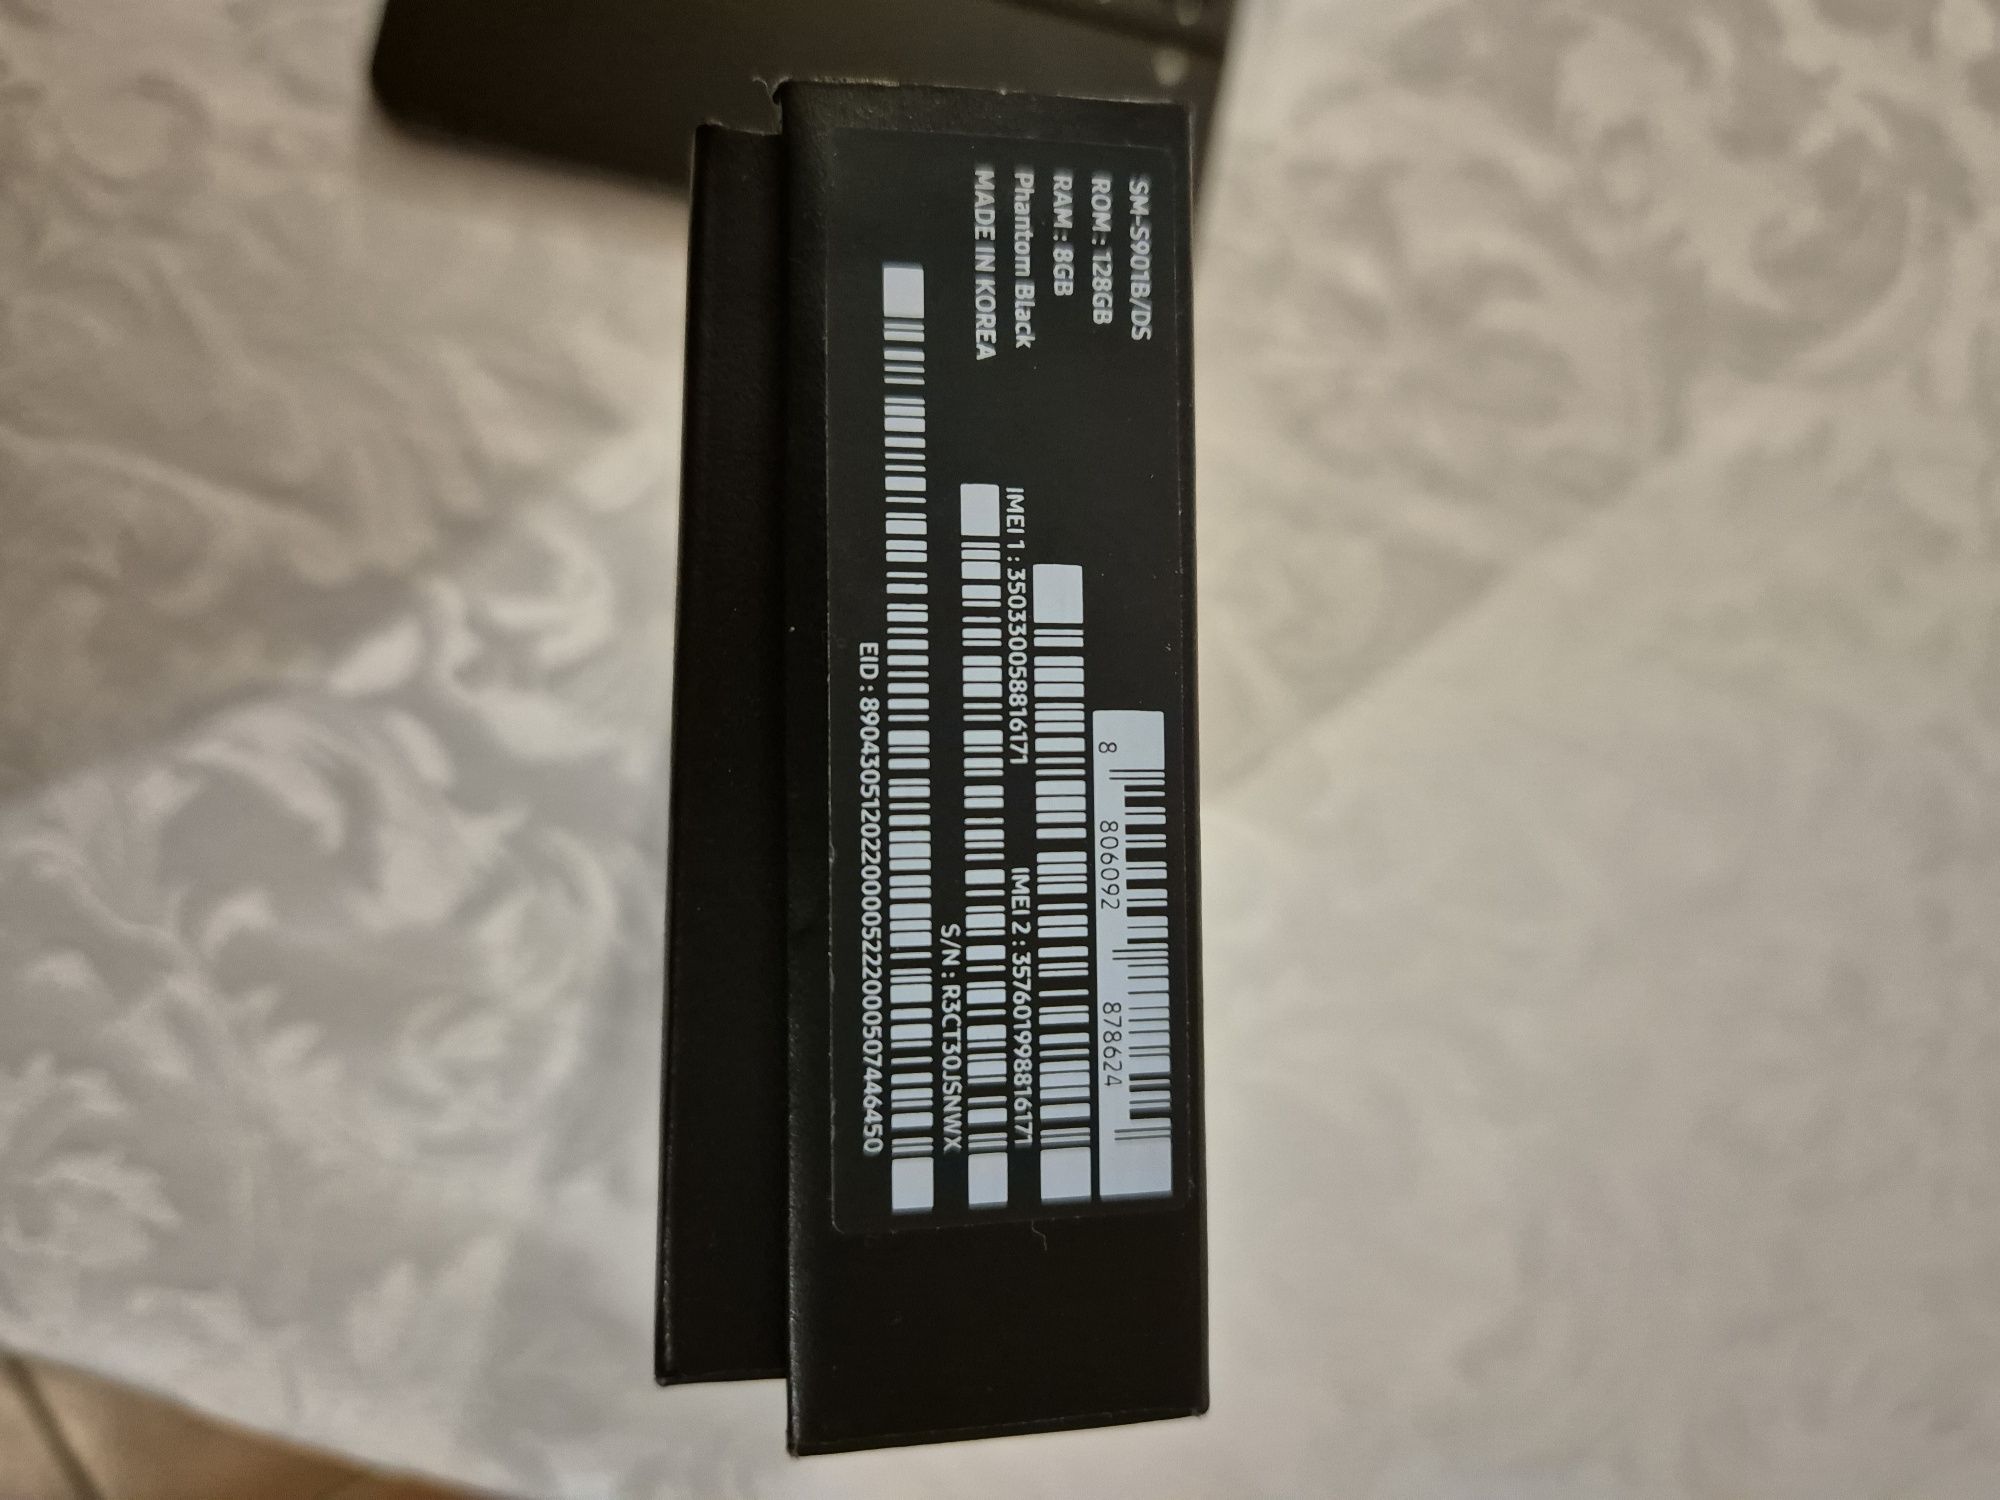 SM-S901B/DS
ROM : 128GB
RAM : 8GB
Phantom Black
MADE IN KOREA
8 806092 878624
IMEI 1 : 350330058816171 IMEI 2 : 357601998816171
S/N : R3CT30JSNWX
EID : 890430512022000005222000507446450